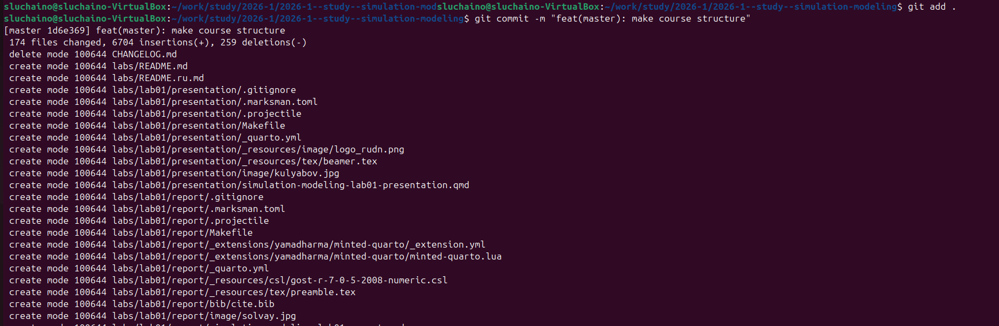 sluchaino@sluchaino-VirtualBox:~/work/study/2026-1/2026-1--study--simulation-modsluchaino@sluchaino-VirtualBox:~/work/study/2026-1/2026-1--study--simulation-modeling$ git add .
sluchaino@sluchaino-VirtualBox:~/work/study/2026-1/2026-1--study--simulation-modeling$ git commit -m "feat(master): make course structure"
[master 1d6e369] feat(master): make course structure
 174 files changed, 6704 insertions(+), 259 deletions(-)
 delete mode 100644 CHANGELOG.md
 create mode 100644 labs/README.md
 create mode 100644 labs/README.ru.md
 create mode 100644 labs/lab01/presentation/.gitignore
 create mode 100644 labs/lab01/presentation/.marksman.toml
 create mode 100644 labs/lab01/presentation/.projectile
 create mode 100644 labs/lab01/presentation/Makefile
 create mode 100644 labs/lab01/presentation/_quarto.yml
 create mode 100644 labs/lab01/presentation/_resources/image/logo_rudn.png
 create mode 100644 labs/lab01/presentation/_resources/tex/beamer.tex
 create mode 100644 labs/lab01/presentation/image/kulyabov.jpg
 create mode 100644 labs/lab01/presentation/simulation-modeling-lab01-presentation.qmd
 create mode 100644 labs/lab01/report/.gitignore
 create mode 100644 labs/lab01/report/.marksman.toml
 create mode 100644 labs/lab01/report/.projectile
 create mode 100644 labs/lab01/report/Makefile
 create mode 100644 labs/lab01/report/_extensions/yamadharma/minted-quarto/_extension.yml
 create mode 100644 labs/lab01/report/_extensions/yamadharma/minted-quarto/minted-quarto.lua
 create mode 100644 labs/lab01/report/_quarto.yml
 create mode 100644 labs/lab01/report/_resources/csl/gost-r-7-0-5-2008-numeric.csl
 create mode 100644 labs/lab01/report/_resources/tex/preamble.tex
 create mode 100644 labs/lab01/report/bib/cite.bib
 create mode 100644 labs/lab01/report/image/solvay.jpg